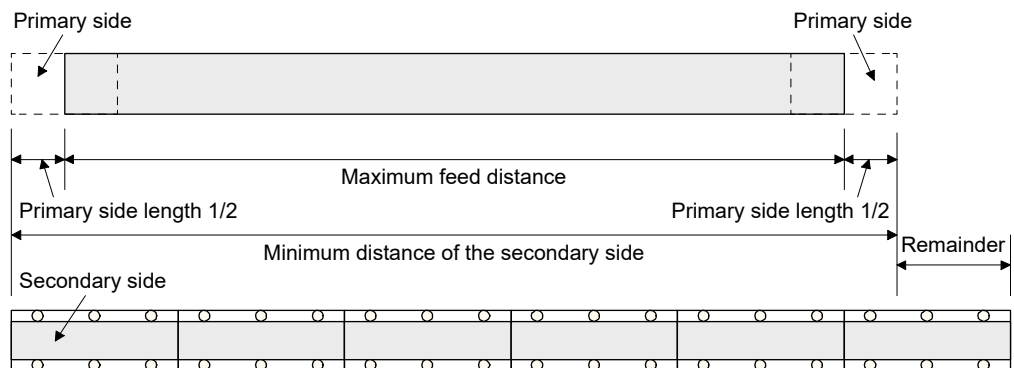 Primary side
Primary side
Maximum feed distance
Primary side length 1/2
Primary side length 1/2
Minimum distance of the secondary side
Remainder
Secondary side